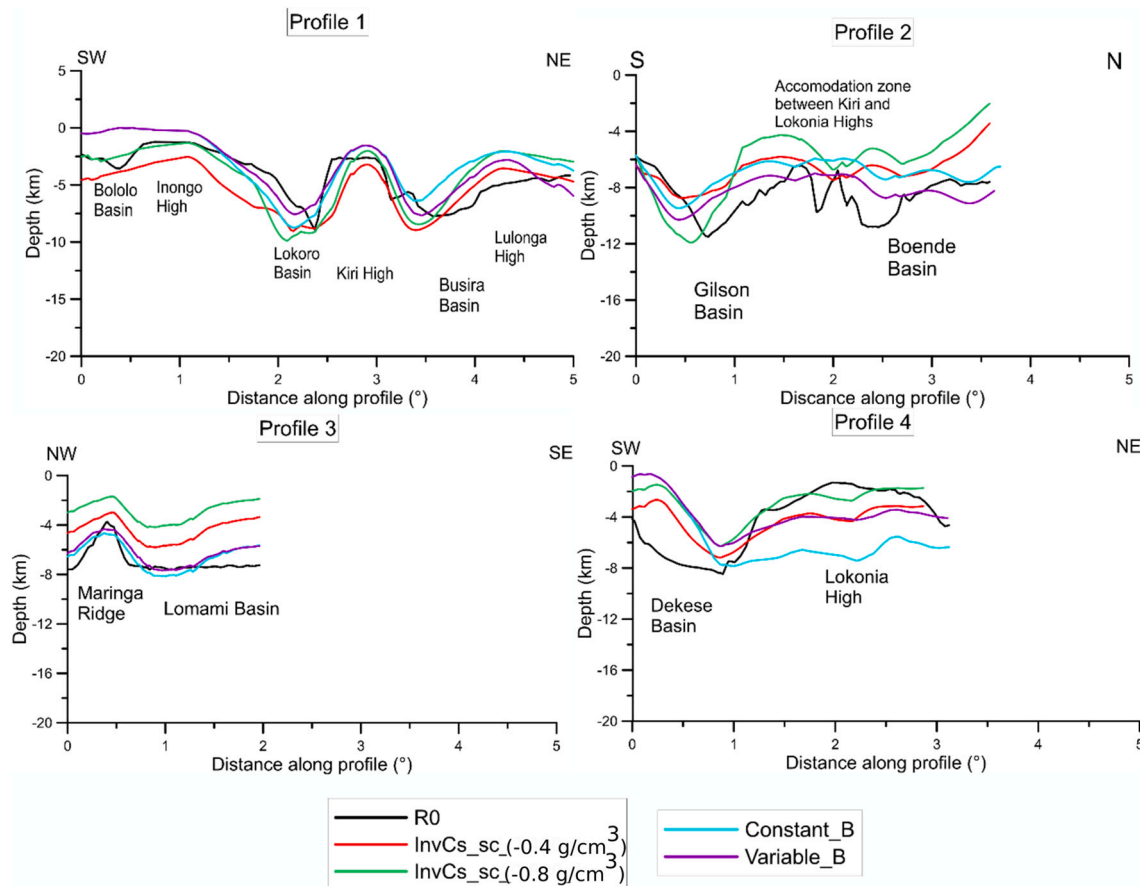 Profile 1
SW
NE
5
0
-5
-10
-15
-20
Depth (km)
Bololo
Basin
Inongo
High
Lokoro
Basin
Kiri High
Busira
Basin
Lulonga
High
0 1 2 3 4 5
Distance along profile (°)
Profile 2
S
N
0
-4
-8
-12
-16
-20
Depth (km)
Accomodation zone
between Kiri and
Lokonia Highs
Gilson
Basin
Boende
Basin
0 1 2 3 4 5
Discance along profile (°)
Profile 3
NW
SE
0
-4
-8
-12
-16
-20
Depth (km)
Maringa
Ridge
Lomami Basin
0 1 2 3 4 5
Distance along profile (°)
Profile 4
SW
NE
0
-4
-8
-12
-16
-20
Depth (km)
Dekese
Basin
Lokonia
High
0 1 2 3 4 5
Distance along profile (°)
R0
InvCs_sc_(-0.4 g/cm³)
InvCs_sc_(-0.8 g/cm³)
Constant_B
Variable_B